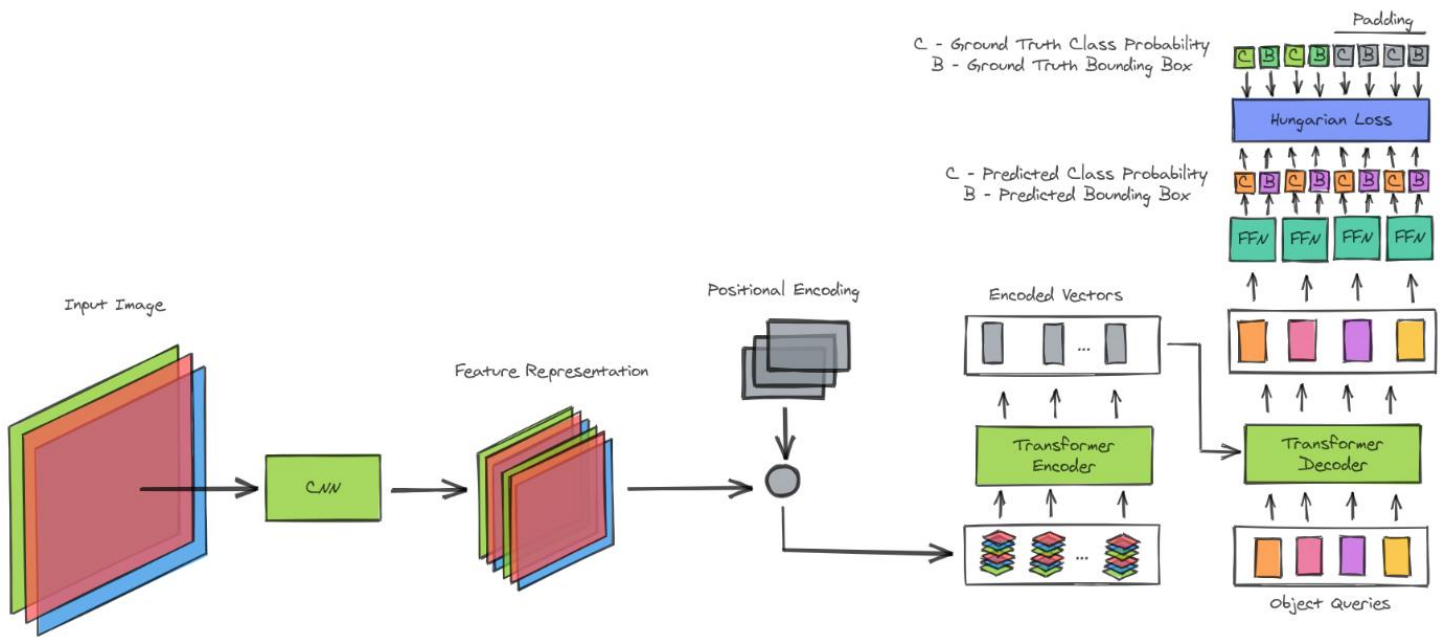 Padding
C - Ground Truth Class Probability
B - Ground Truth Bounding Box
C B C B C B C B
Hungarian Loss
C - Predicted Class Probability
B - Predicted Bounding Box
C B C B C B C B
FFN FFN FFN FFN
Input Image
Positional Encoding
Encoded Vectors
...
Feature Representation
CNN
Transformer
Encoder
Transformer
Decoder
...
Object Queries